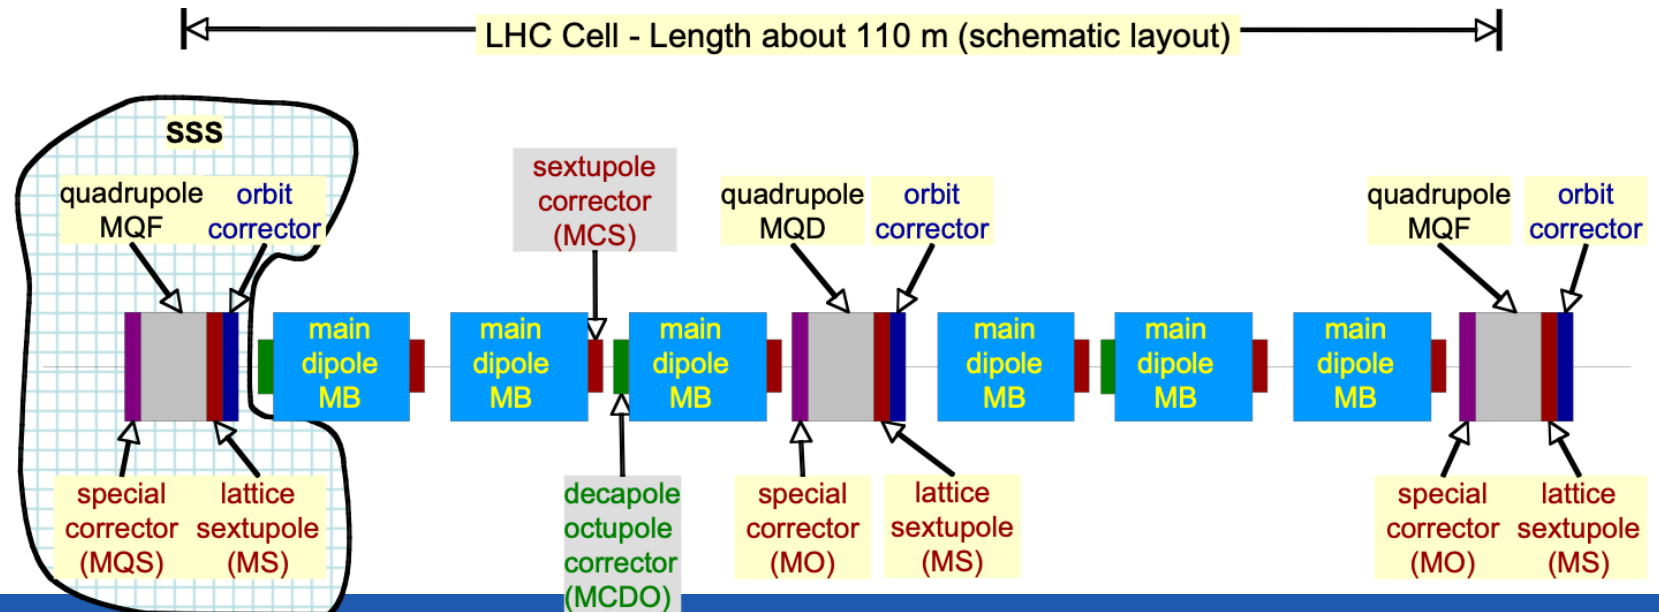 LHC Cell - Length about 110 m (schematic layout)
SSS
quadrupole
MQF
orbit
corrector
sextupole
corrector
(MCS)
quadrupole
MQD
orbit
corrector
quadrupole
MQF
orbit
corrector
main
dipole
MB
main
dipole
MB
main
dipole
MB
main
dipole
MB
main
dipole
MB
main
dipole
MB
special
corrector
(MQS)
lattice
sextupole
(MS)
decapole
octupole
corrector
(MCDO)
special
corrector
(MO)
lattice
sextupole
(MS)
special
corrector
(MO)
lattice
sextupole
(MS)